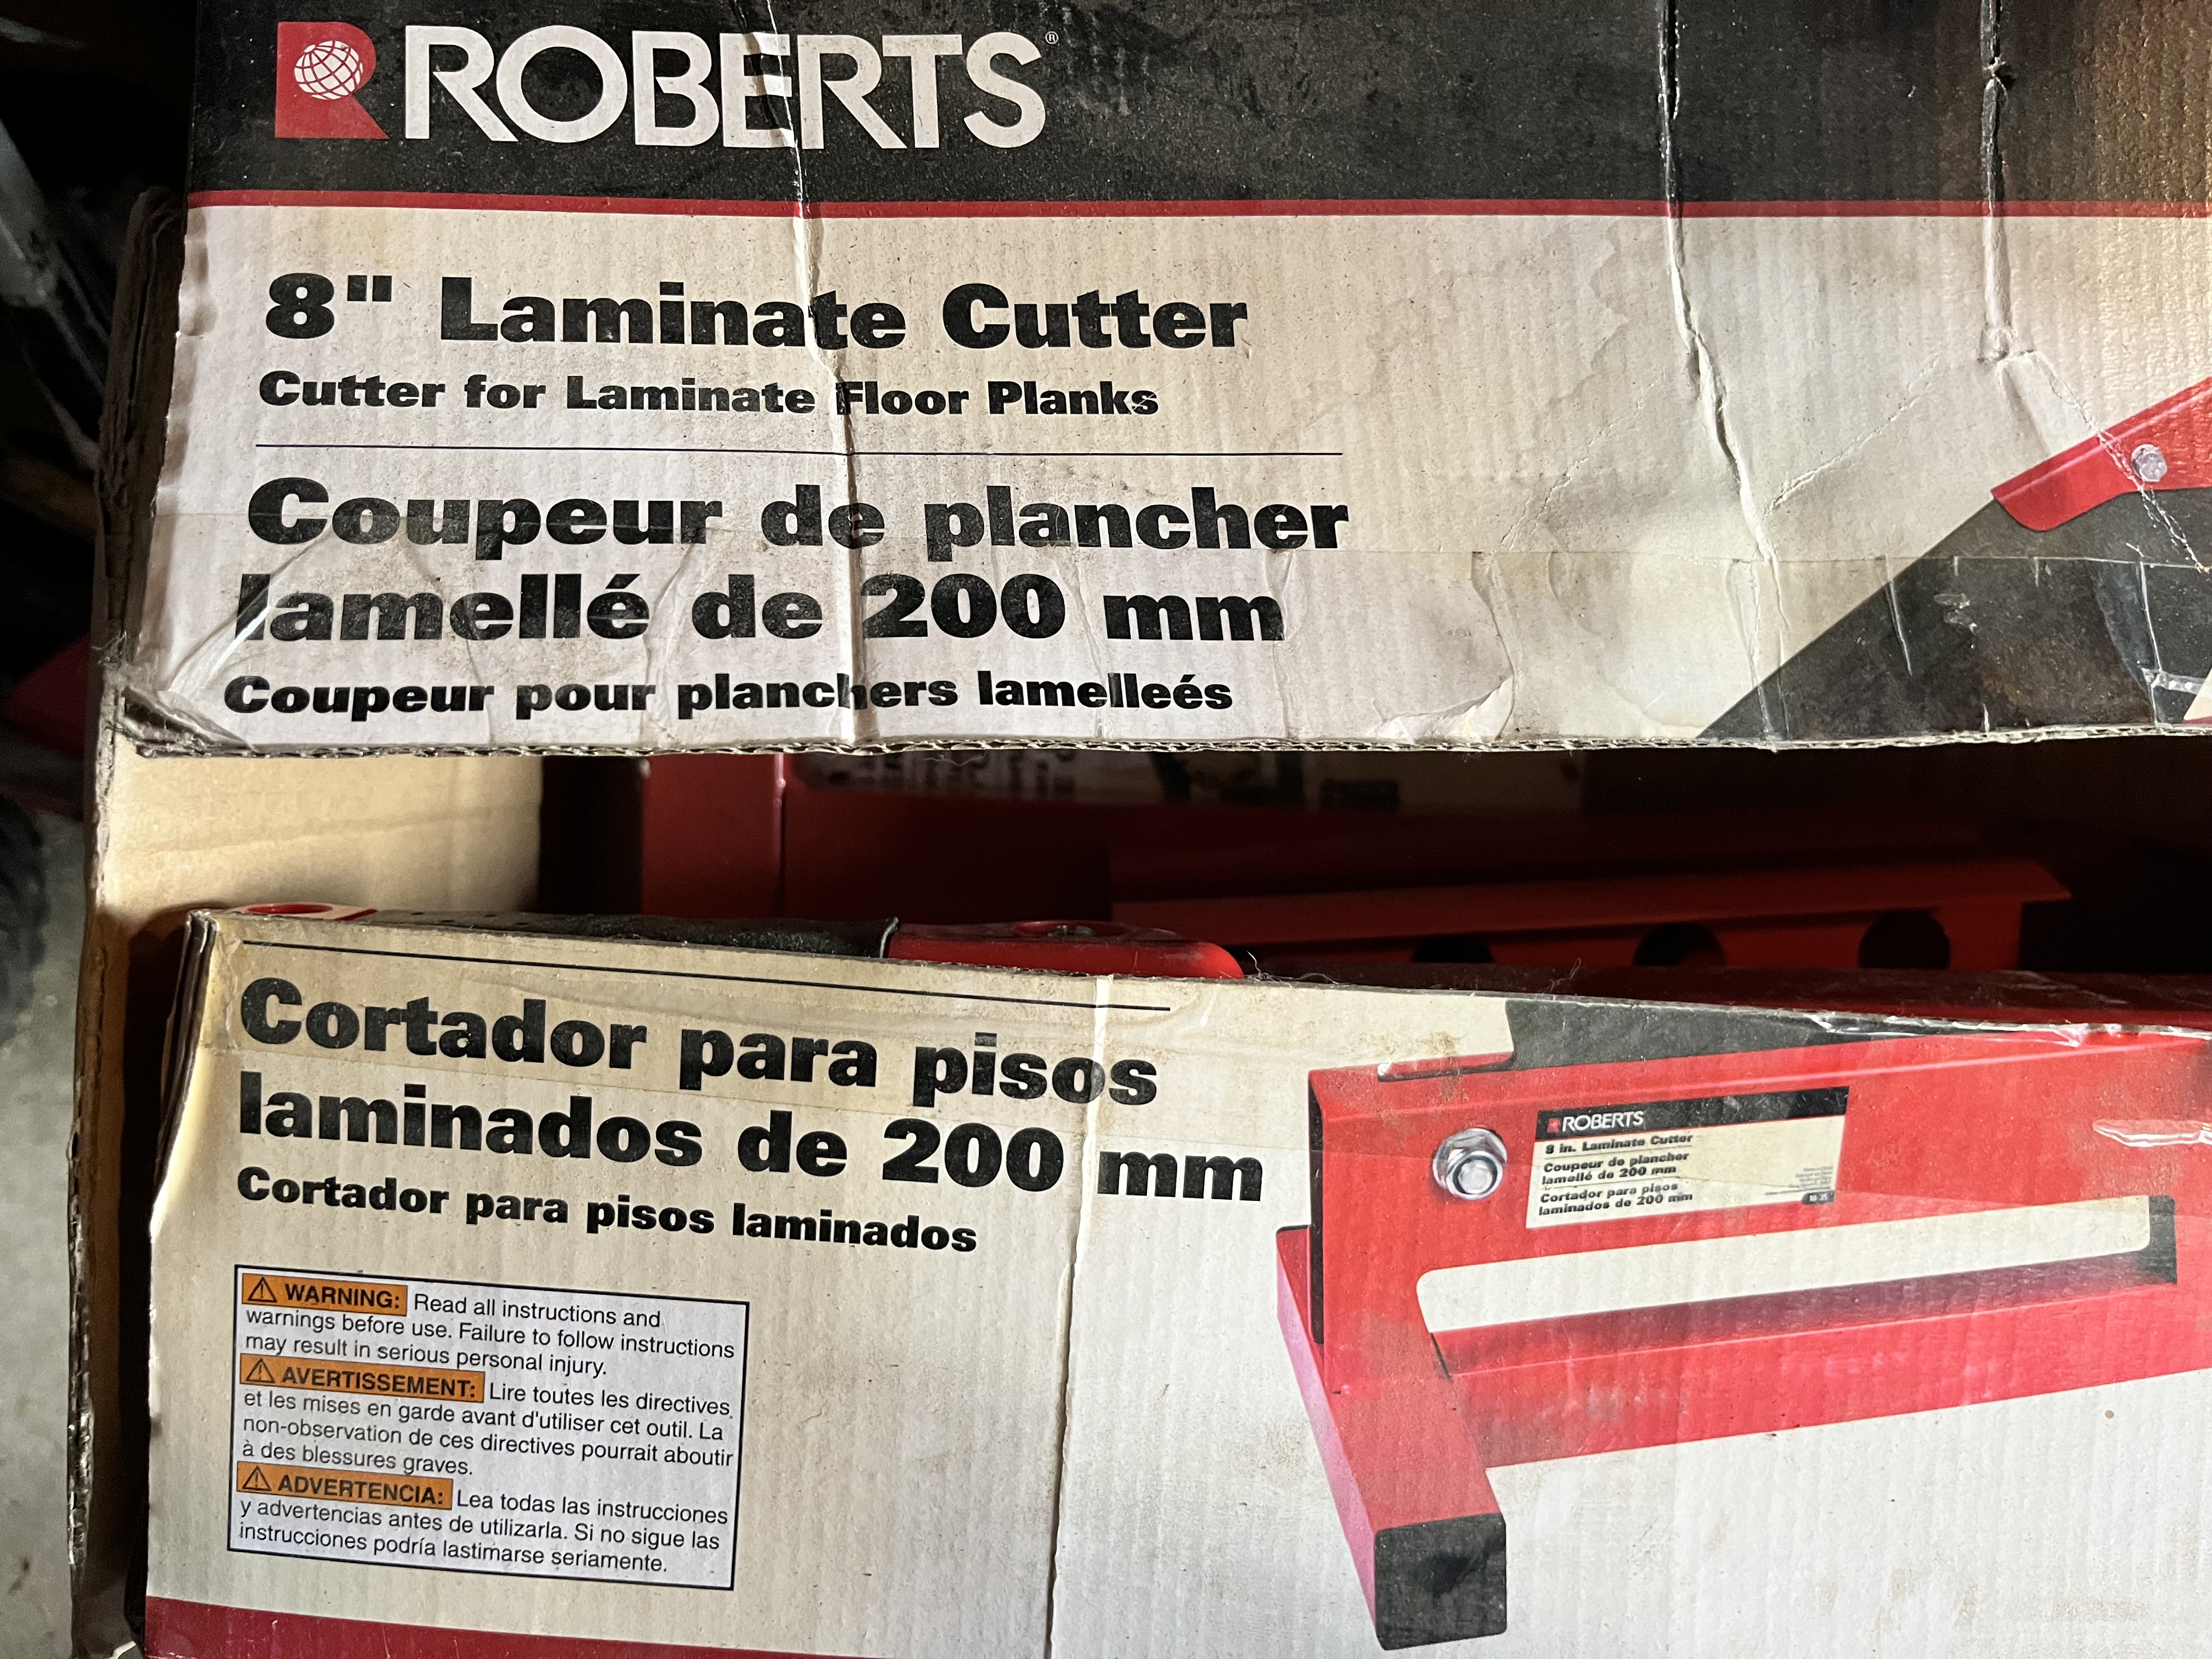 ROBERTS®
8" Laminate Cutter
Cutter for Laminate Floor Planks
Coupeur de plancher
lamellé de 200 mm
Coupeur pour planchers lamelleés
Cortador para pisos
laminados de 200 mm
Cortador para pisos laminados
WARNING: Read all instructions and
warnings before use. Failure to follow instructions
may result in serious personal injury.
AVERTISSEMENT: Lire toutes les directives
et les mises en garde avant d'utiliser cet outil. La
non-observation de ces directives pourrait aboutir
à des blessures graves.
ADVERTENCIA: Lea todas las instrucciones
y advertencias antes de utilizarla. Si no sigue las
instrucciones podría lastimarse seriamente.
ROBERTS
8 in. Laminate Cutter
Coupeur de plancher
lamellé de 200 mm
Cortador para pisos
laminados de 200 mm